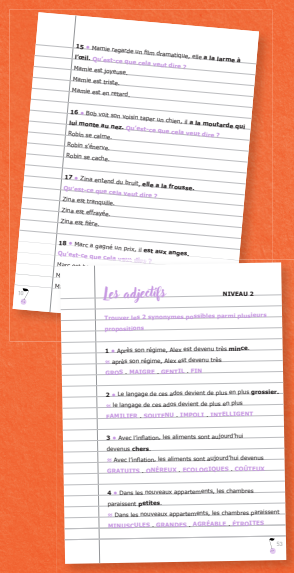 15 • Mamie regarde un film dramatique, elle a la larme à
l'œil. Qu'est-ce que cela veut dire ?
Mamie est joyeuse.
Mamie est triste.
Mamie est en retard.
16 • Bob voit son voisin taper un chien, il a la moutarde qui
lui monte au nez. Qu'est-ce que cela veut dire ?
Robin se calme.
Robin s'énerve.
Robin se cache.
17 • Zina entend du bruit, elle a la frousse.
Qu'est-ce que cela veut dire ?
Zina est tranquille.
Zina est effrayée.
Zina est fière.
18 • Marc a gagné un prix, il est aux anges.
Qu'est-ce que cela veut dire ?
Les adjectifs
NIVEAU 2
Trouver les 2 synonymes possibles parmi plusieurs
propositions
1 • Après son régime, Alex est devenu très mince.
= après son régime, Alex est devenu très
GROS . MAIGRE . GENTIL . FIN
2 • Le langage de ces ados devient de plus en plus grossier.
= le langage de ces ados devient de plus en plus
FAMILIER . SOUTENU . IMPOLI . INTELLIGENT
3 • Avec l'inflation, les aliments sont aujourd'hui
devenus chers.
= Avec l'inflation, les aliments sont aujourd'hui devenus
GRATUITS . ONÉREUX . ECOLOGIQUES . COÛTEUX
4 • Dans les nouveaux appartements, les chambres
paraissent petites.
= Dans les nouveaux appartements, les chambres paraissent
MINUSCULES . GRANDES . AGRÉABLE . ÉTROITES